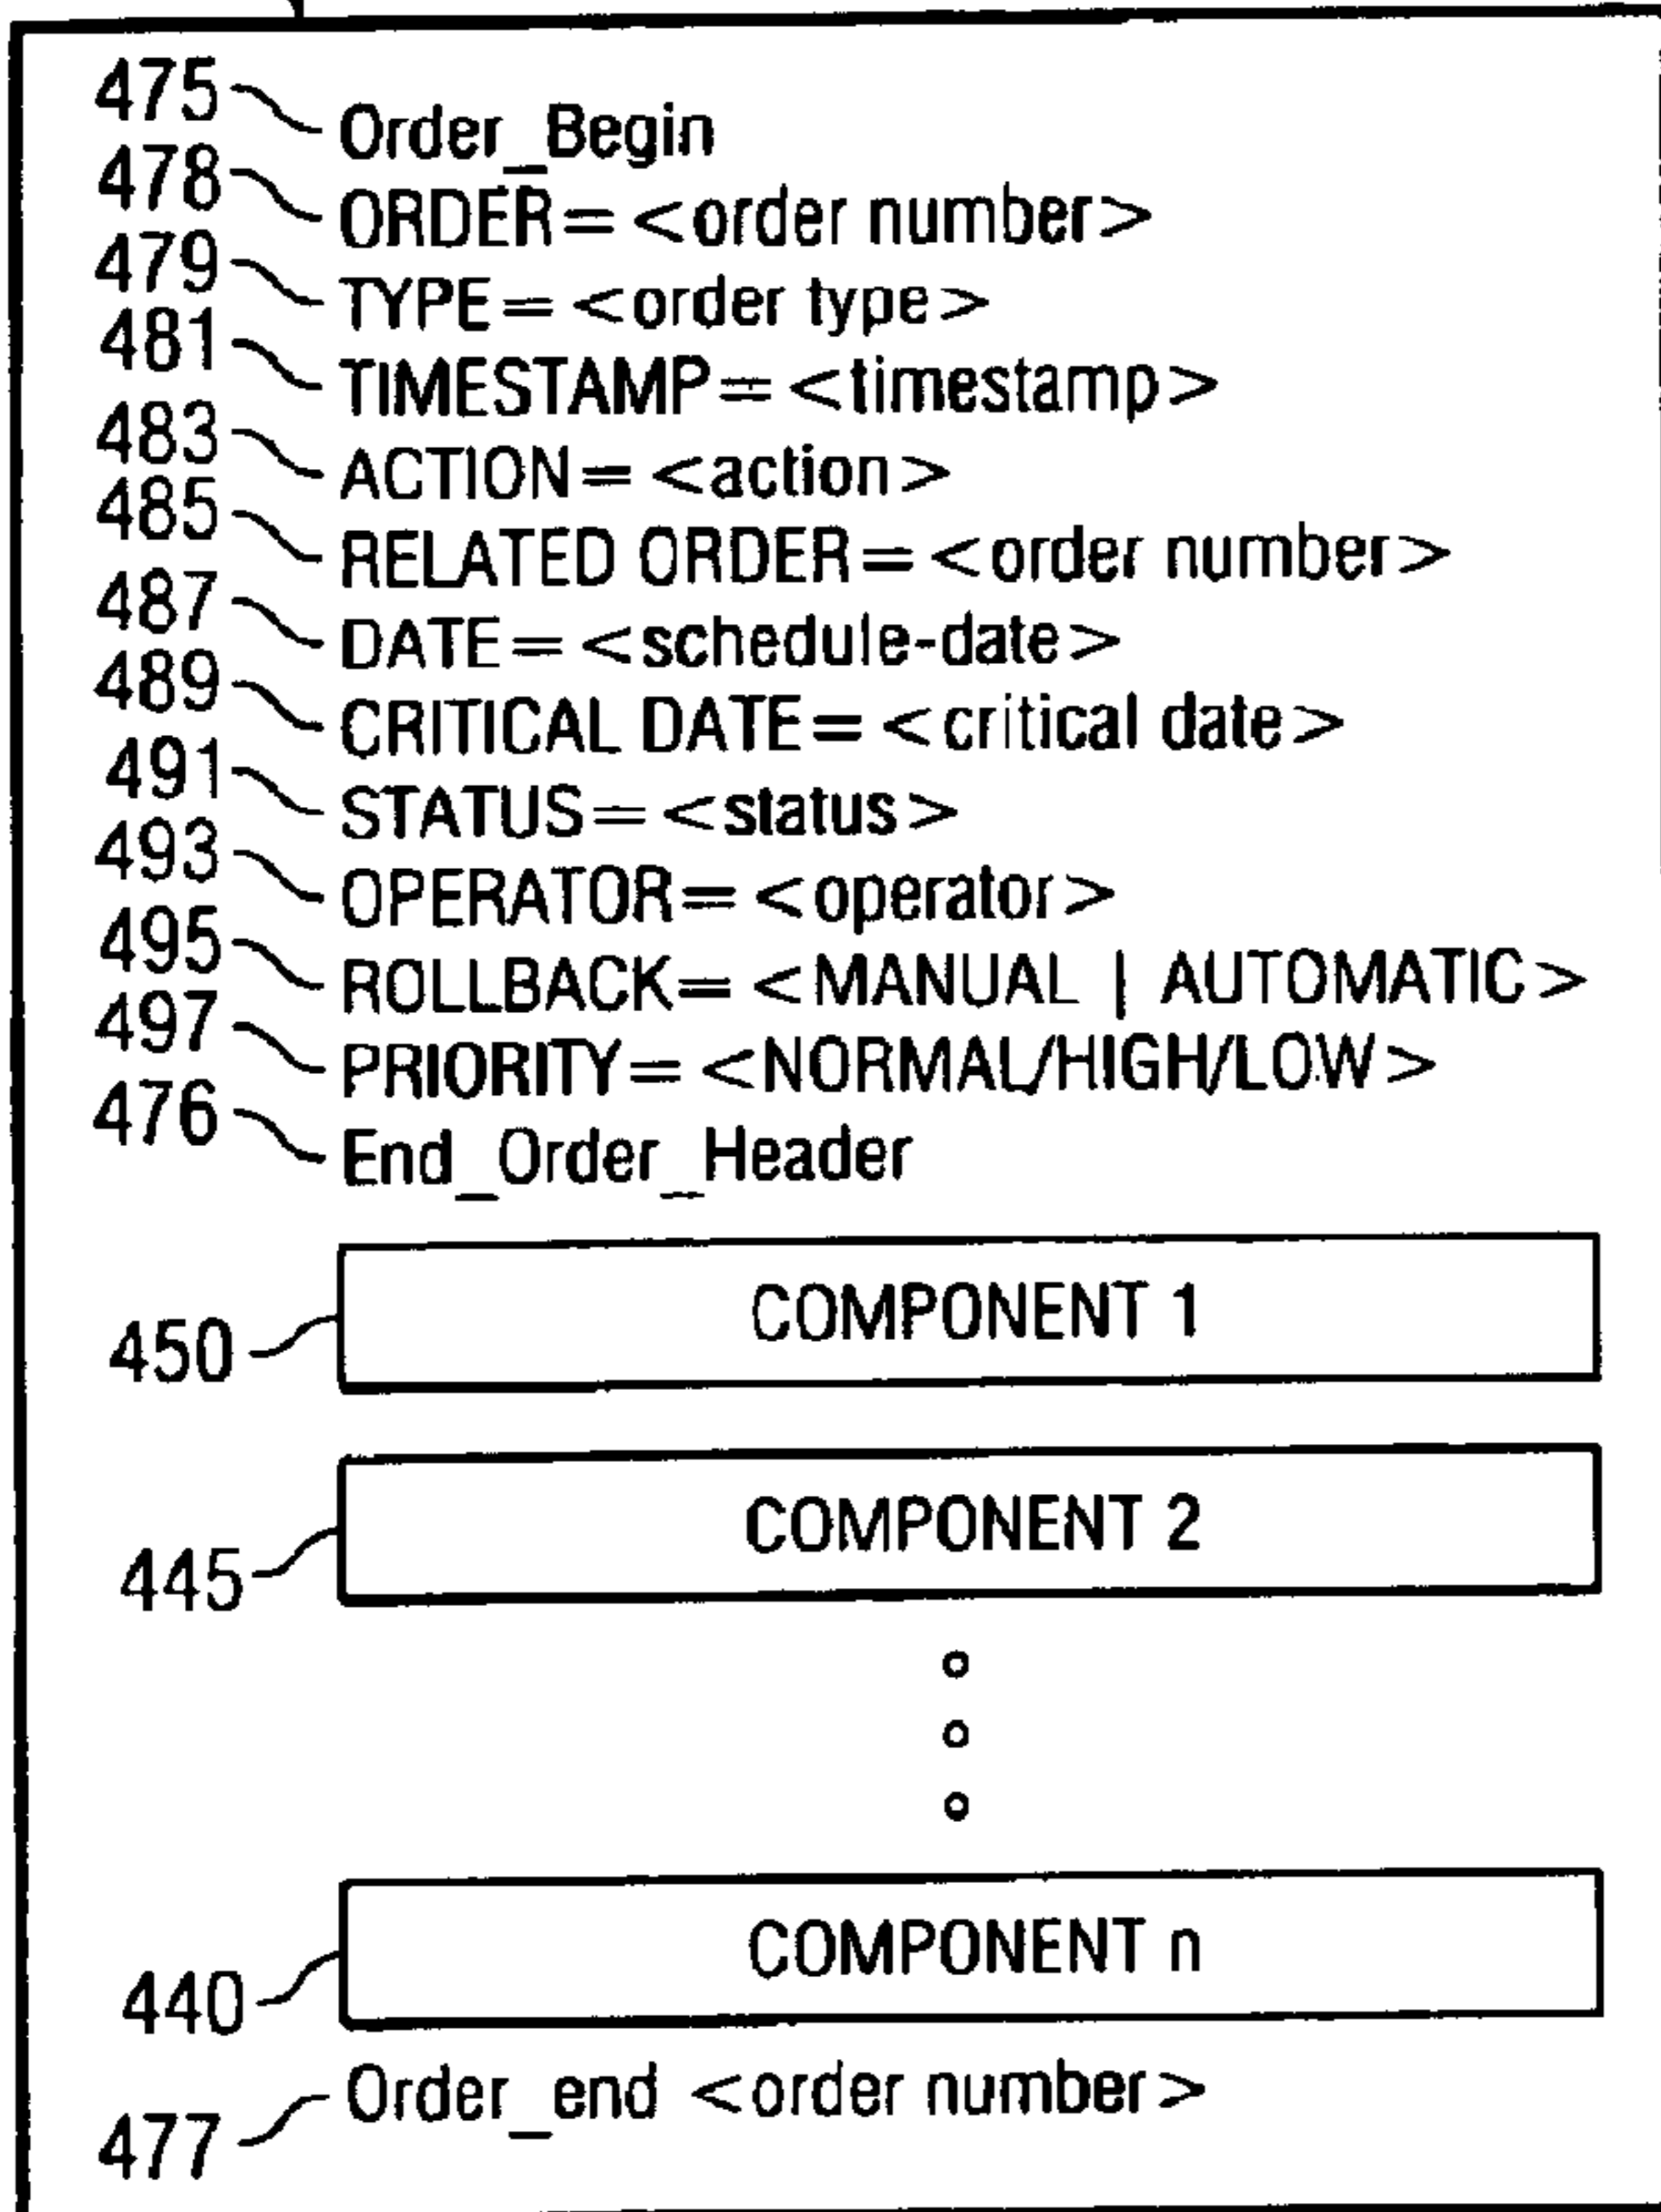 475 Order_Begin
478 ORDER=<order number>
479 TYPE=<order type>
481 TIMESTAMP=<timestamp>
483 ACTION=<action>
485 RELATED ORDER=<order number>
487 DATE=<schedule-date>
489 CRITICAL DATE=<critical date>
491 STATUS=<status>
493 OPERATOR=<operator>
495 ROLLBACK=<MANUAL | AUTOMATIC>
497 PRIORITY=<NORMAL/HIGH/LOW>
476 End_Order_Header
450 COMPONENT 1
445 COMPONENT 2
440 COMPONENT n
477 Order_end <order number>